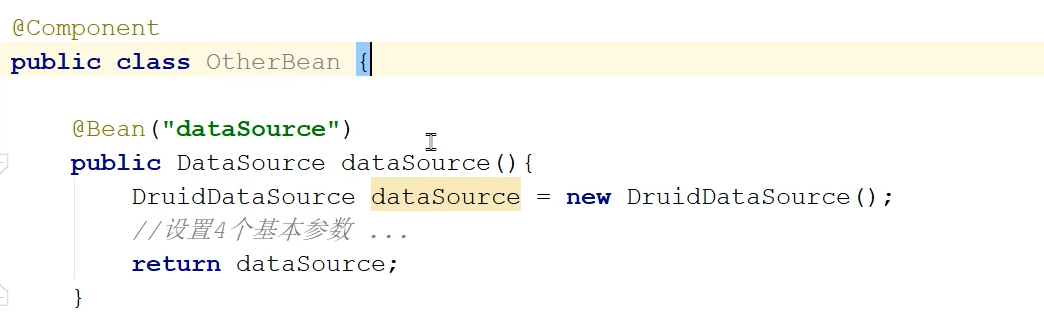 @Component
public class OtherBean {
@Bean("dataSource")
public DataSource dataSource(){
DruidDataSource dataSource = new DruidDataSource();
//设置4个基本参数 ...
return dataSource;
}